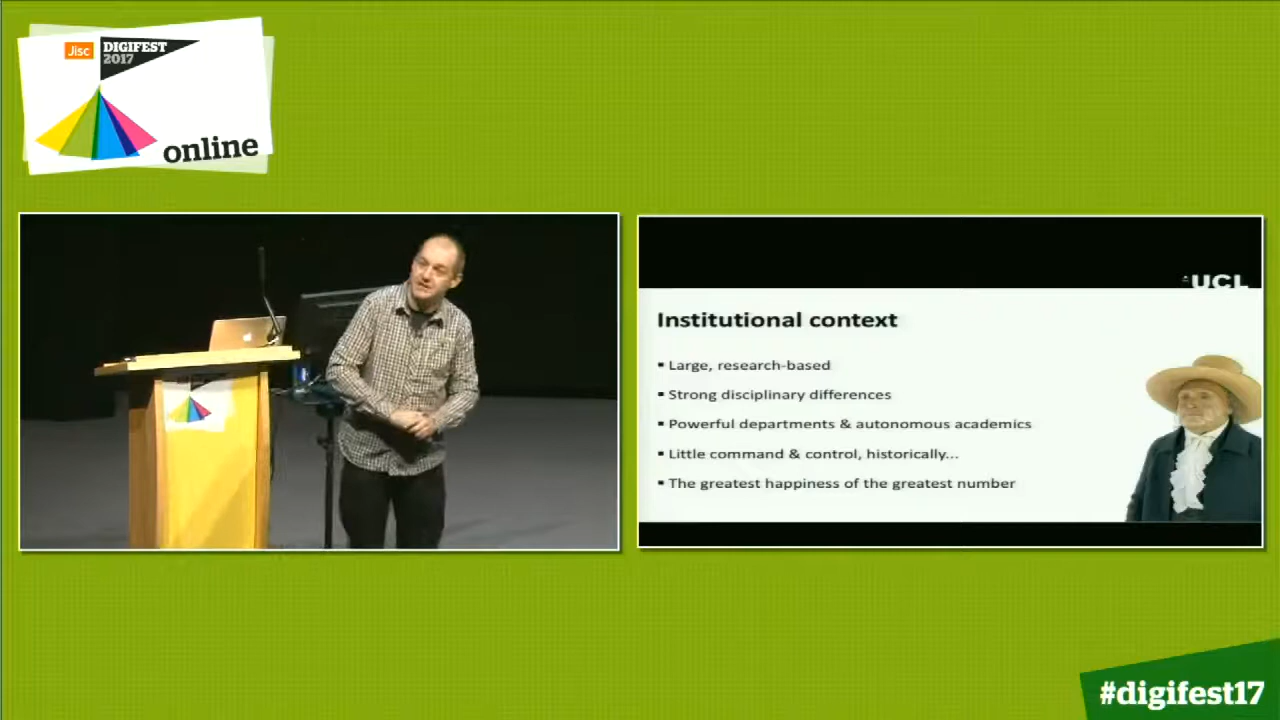 Jisc DIGIFEST
2017
online
UCL
Institutional context
▪ Large, research-based
▪ Strong disciplinary differences
▪ Powerful departments & autonomous academics
▪ Little command & control, historically...
▪ The greatest happiness of the greatest number
#digifest17